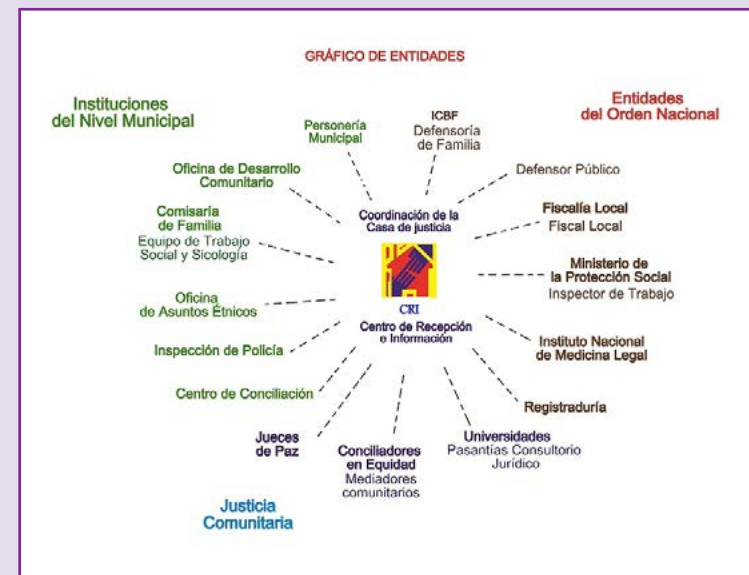 GRÁFICO DE ENTIDADES
Instituciones
del Nivel Municipal
Entidades
del Orden Nacional
Personería
Municipal
ICBF
Defensoría
de Familia
Oficina de Desarrollo
Comunitario
Defensor Público
Comisaría
de Familia
Equipo de Trabajo
Social y Sicología
Coordinación de la
Casa de justicia
Fiscalía Local
Fiscal Local
Ministerio de
la Protección Social
Inspector de Trabajo
Oficina
de Asuntos Étnicos
CRI
Centro de Recepción
e Información
Instituto Nacional
de Medicina Legal
Inspección de Policía
Centro de Conciliación
Registraduría
Jueces
de Paz
Conciliadores
en Equidad
Mediadores
comunitarios
Universidades
Pasantías Consultorio
Jurídico
Justicia
Comunitaria